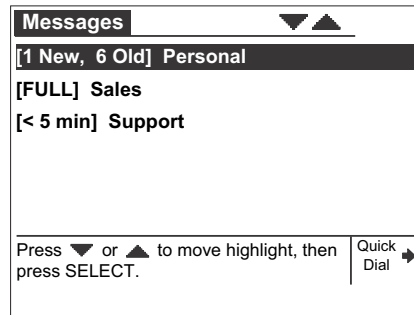 Messages
[1 New, 6 Old] Personal
[FULL] Sales
[< 5 min] Support
Press ▼ or ▲ to move highlight, then
press SELECT.
Quick
Dial